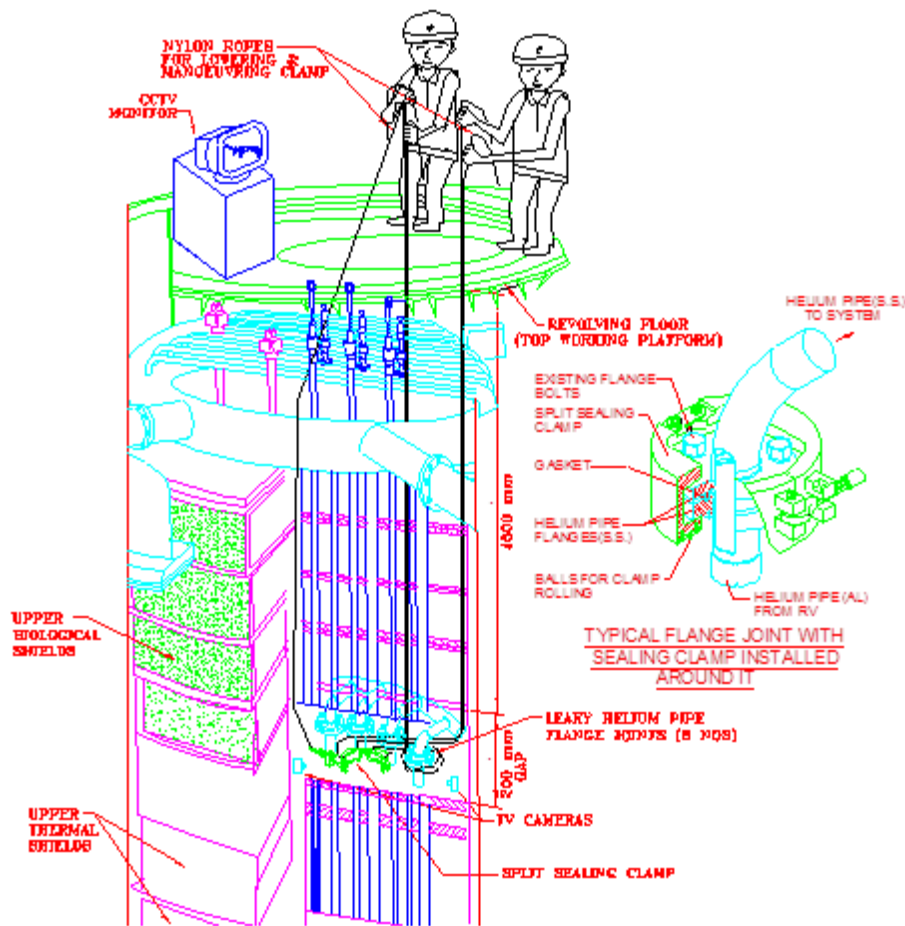 NYLON ROPES
FOR LOWERING &
MANOEUVRING CLAMP
CCTV
MONITOR
REVOLVING FLOOR
(TOP WORKING PLATFORM)
HELIUM PIPE(S.S.)
TO SYSTEM
EXISTING FLANGE
BOLTS
SPLIT SEALING
CLAMP
GASKET
HELIUM PIPE
FLANGES(S.S.)
BALLS FOR CLAMP
ROLLING
HELIUM PIPE(AL)
FROM RV
TYPICAL FLANGE JOINT WITH
SEALING CLAMP INSTALLED
AROUND IT
UPPER
BIOLOGICAL
SHIELDS
LEAKY HELIUM PIPE
FLANGE JOINTS (8 NOS)
1200 mm
GAP
TV CAMERAS
UPPER
THERMAL
SHIELDS
SPLIT SEALING CLAMP